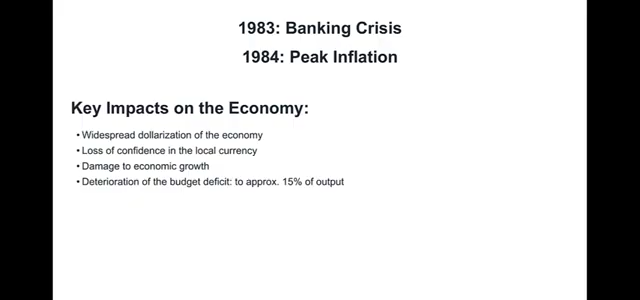 1983: Banking Crisis
1984: Peak Inflation
Key Impacts on the Economy:
• Widespread dollarization of the economy
• Loss of confidence in the local currency
• Damage to economic growth
• Deterioration of the budget deficit: to approx. 15% of output